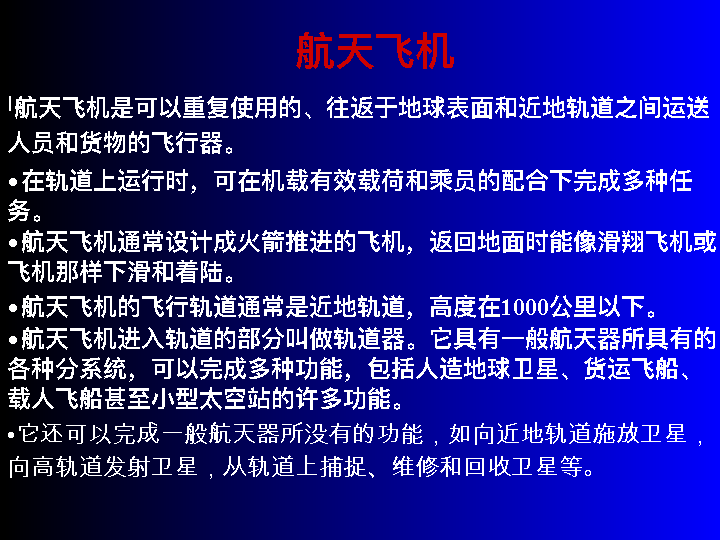 航天飞机
|航天飞机是可以重复使用的、往返于地球表面和近地轨道之间运送
人员和货物的飞行器。
•在轨道上运行时，可在机载有效载荷和乘员的配合下完成多种任
务。
•航天飞机通常设计成火箭推进的飞机，返回地面时能像滑翔飞机或
飞机那样下滑和着陆。
•航天飞机的飞行轨道通常是近地轨道，高度在1000公里以下。
•航天飞机进入轨道的部分叫做轨道器。它具有一般航天器所具有的
各种分系统，可以完成多种功能，包括人造地球卫星、货运飞船、
载人飞船甚至小型太空站的许多功能。
•它还可以完成一般航天器所没有的功能，如向近地轨道施放卫星，
向高轨道发射卫星，从轨道上捕捉、维修和回收卫星等。